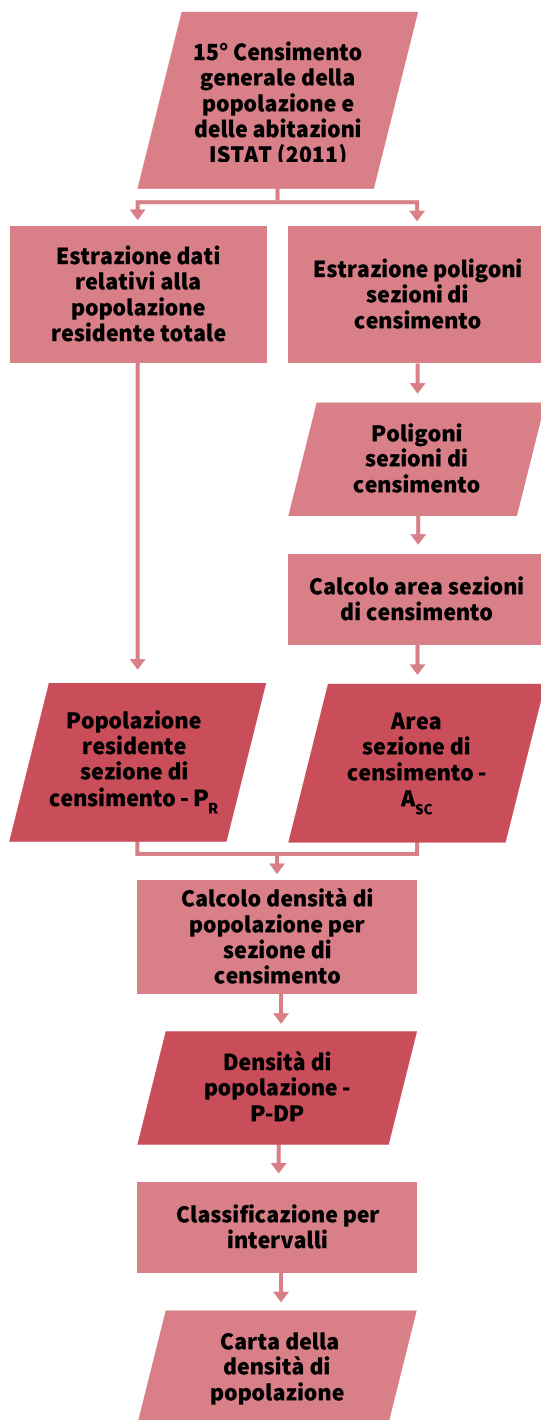 15° Censimento
generale della
popolazione e
delle abitazioni
ISTAT (2011)
Estrazione dati
relativi alla
popolazione
residente totale
Estrazione poligoni
sezioni di
censimento
Poligoni
sezioni di
censimento
Calcolo area sezioni
di censimento
Popolazione
residente
sezione di
censimento - PR
Area
sezione di
censimento -
ASC
Calcolo densità di
popolazione per
sezione di
censimento
Densità di
popolazione -
P-DP
Classificazione per
intervalli
Carta della
densità di
popolazione